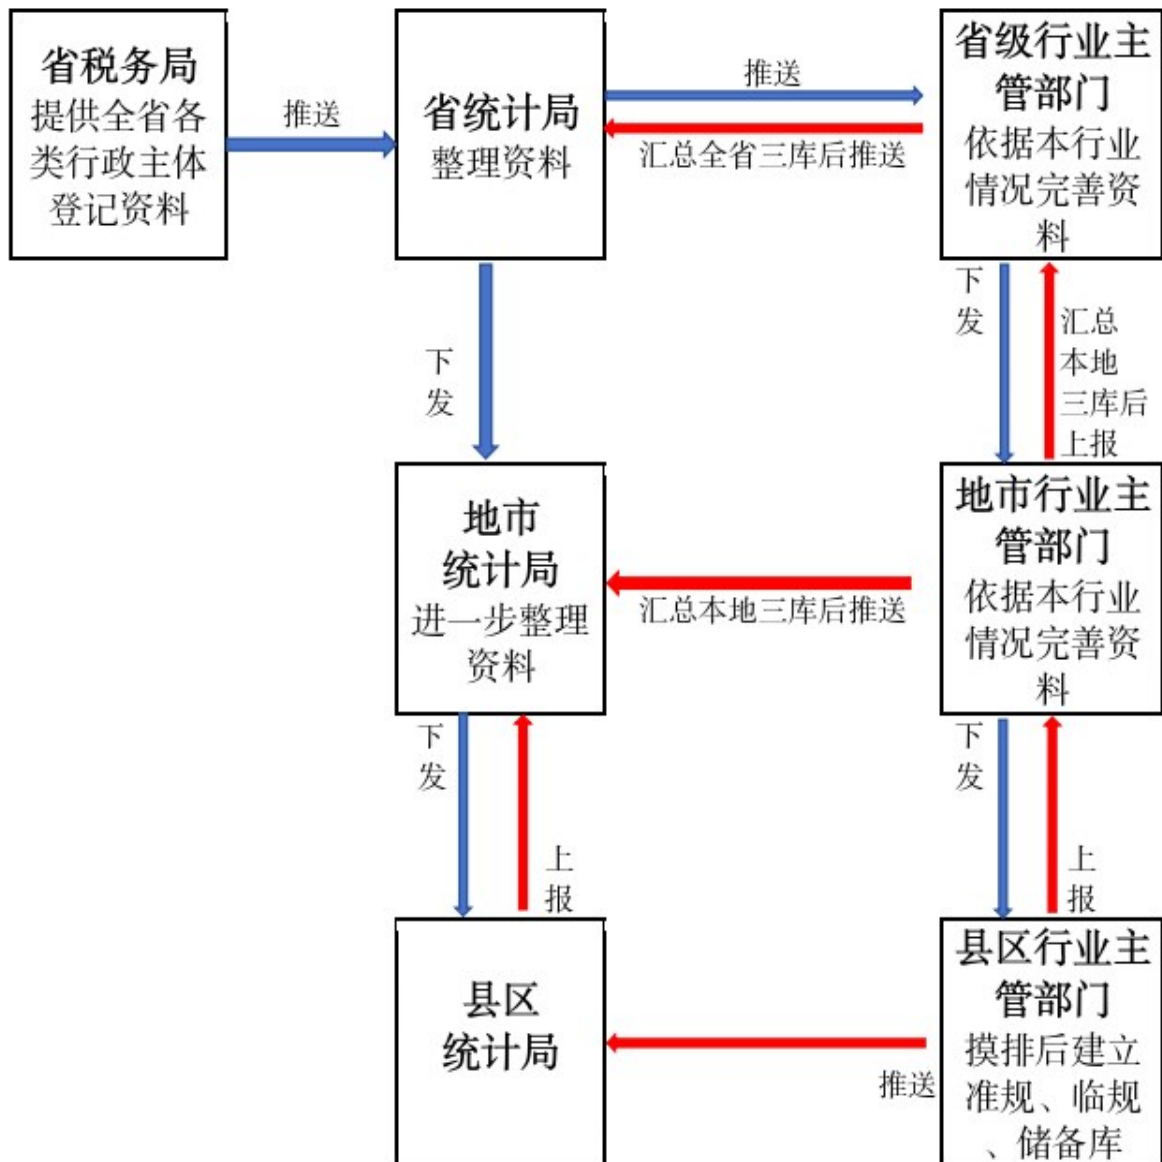 省税务局
提供全省各
类行政主体
登记资料
推送
省统计局
整理资料
推送
汇总全省三库后推送
省级行业主
管部门
依据本行业
情况完善资
料
下
发
下
发
汇总
本地
三库后
上报
地市
统计局
进一步整理
资料
汇总本地三库后推送
地市行业主
管部门
依据本行业
情况完善资
料
下
发
上
报
下
发
上
报
县区
统计局
推送
县区行业主
管部门
摸排后建立
准规、临规
、储备库